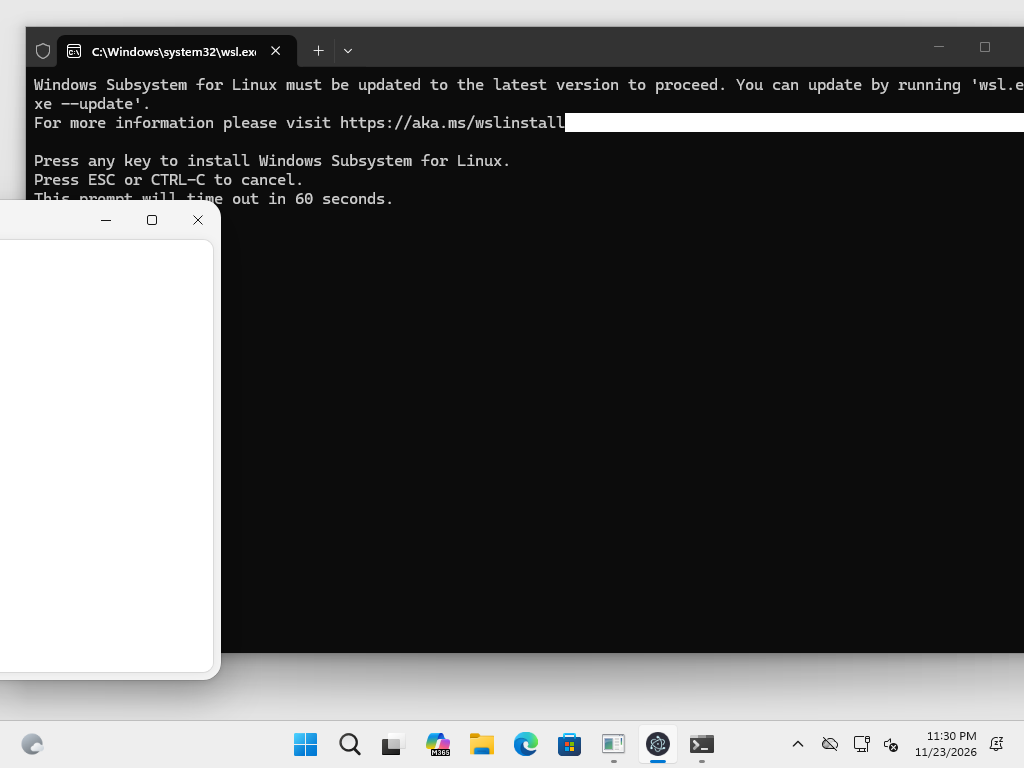 C:\Windows\system32\wsl.exe
Windows Subsystem for Linux must be updated to the latest version to proceed. You can update by running 'wsl.e
xe --update'.
For more information please visit https://aka.ms/wslinstall
Press any key to install Windows Subsystem for Linux.
Press ESC or CTRL-C to cancel.
This prompt will time out in 60 seconds.
M365
11:30 PM
11/23/2026